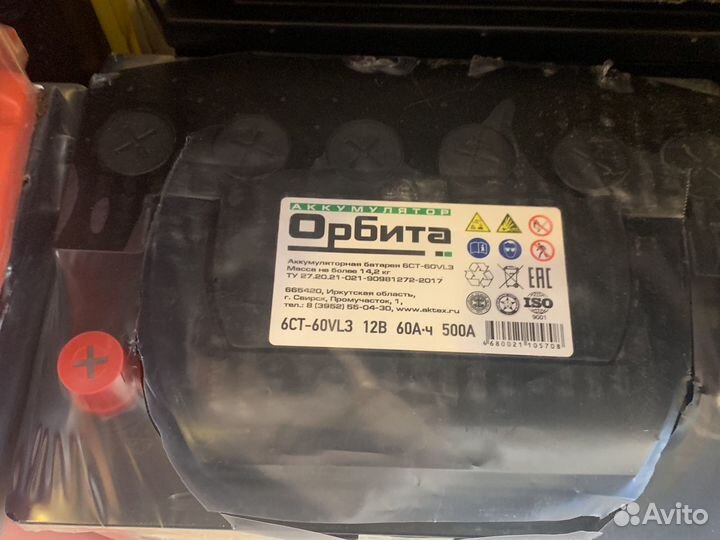 АККУМУЛЯТОР
Орбита
Аккумуляторная батарея 6СТ-60VL3
Масса не более 14,2 кг
ТУ 27.20.21-021-90981272-2017
665420, Иркутская область,
г. Свирск, Промучасток, 1,
тел.: 8 (3952) 55-04-30, www.aktex.ru
6СТ-60VL3 12В 60А·ч 500А
EAC
ISO
9001
4680021105708
Avito